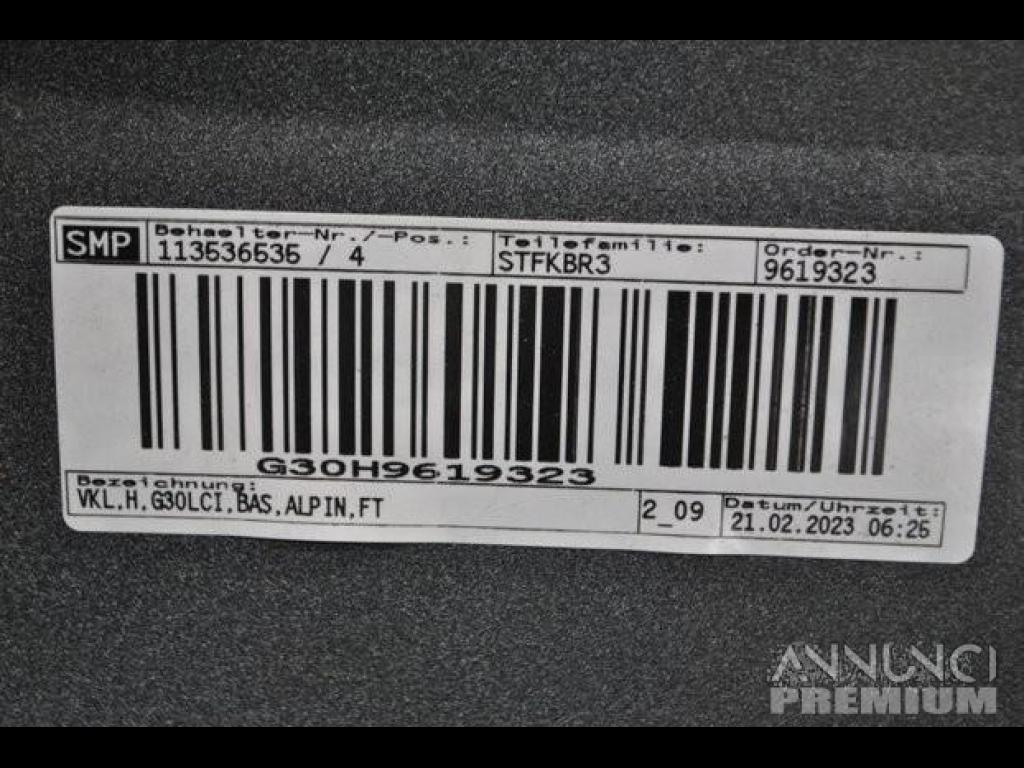 SMP
Behaelter-Nr./-Pos.:
113536535 / 4
Teilefamilie:
STFKBR3
Order-Nr.:
9619323
G30H9619323
Bezeichnung:
VKL,H,G30LCI,BAS,ALPIN,FT
2_09
Datum/Uhrzeit:
21.02.2023 06:25
ANNUNCI
PREMIUM